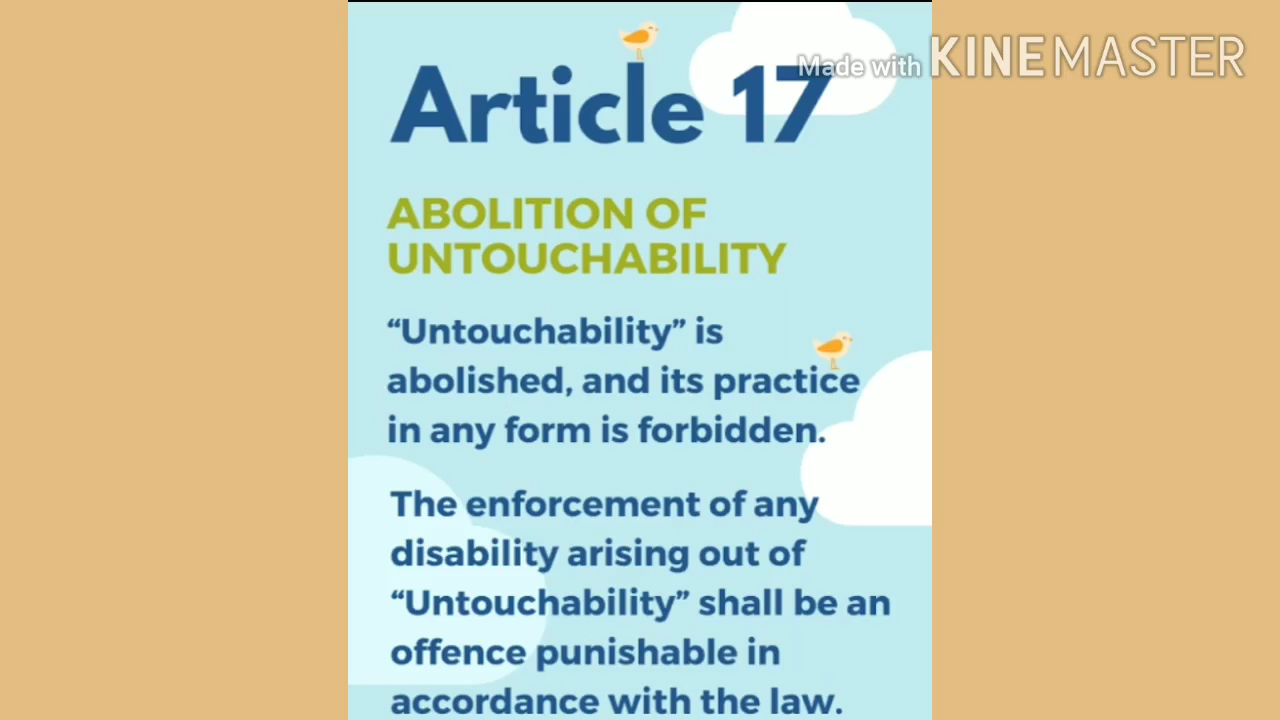 Made with KINEMASTER
Article 17
ABOLITION OF
UNTOUCHABILITY
“Untouchability” is
abolished, and its practice
in any form is forbidden.
The enforcement of any
disability arising out of
“Untouchability” shall be an
offence punishable in
accordance with the law.